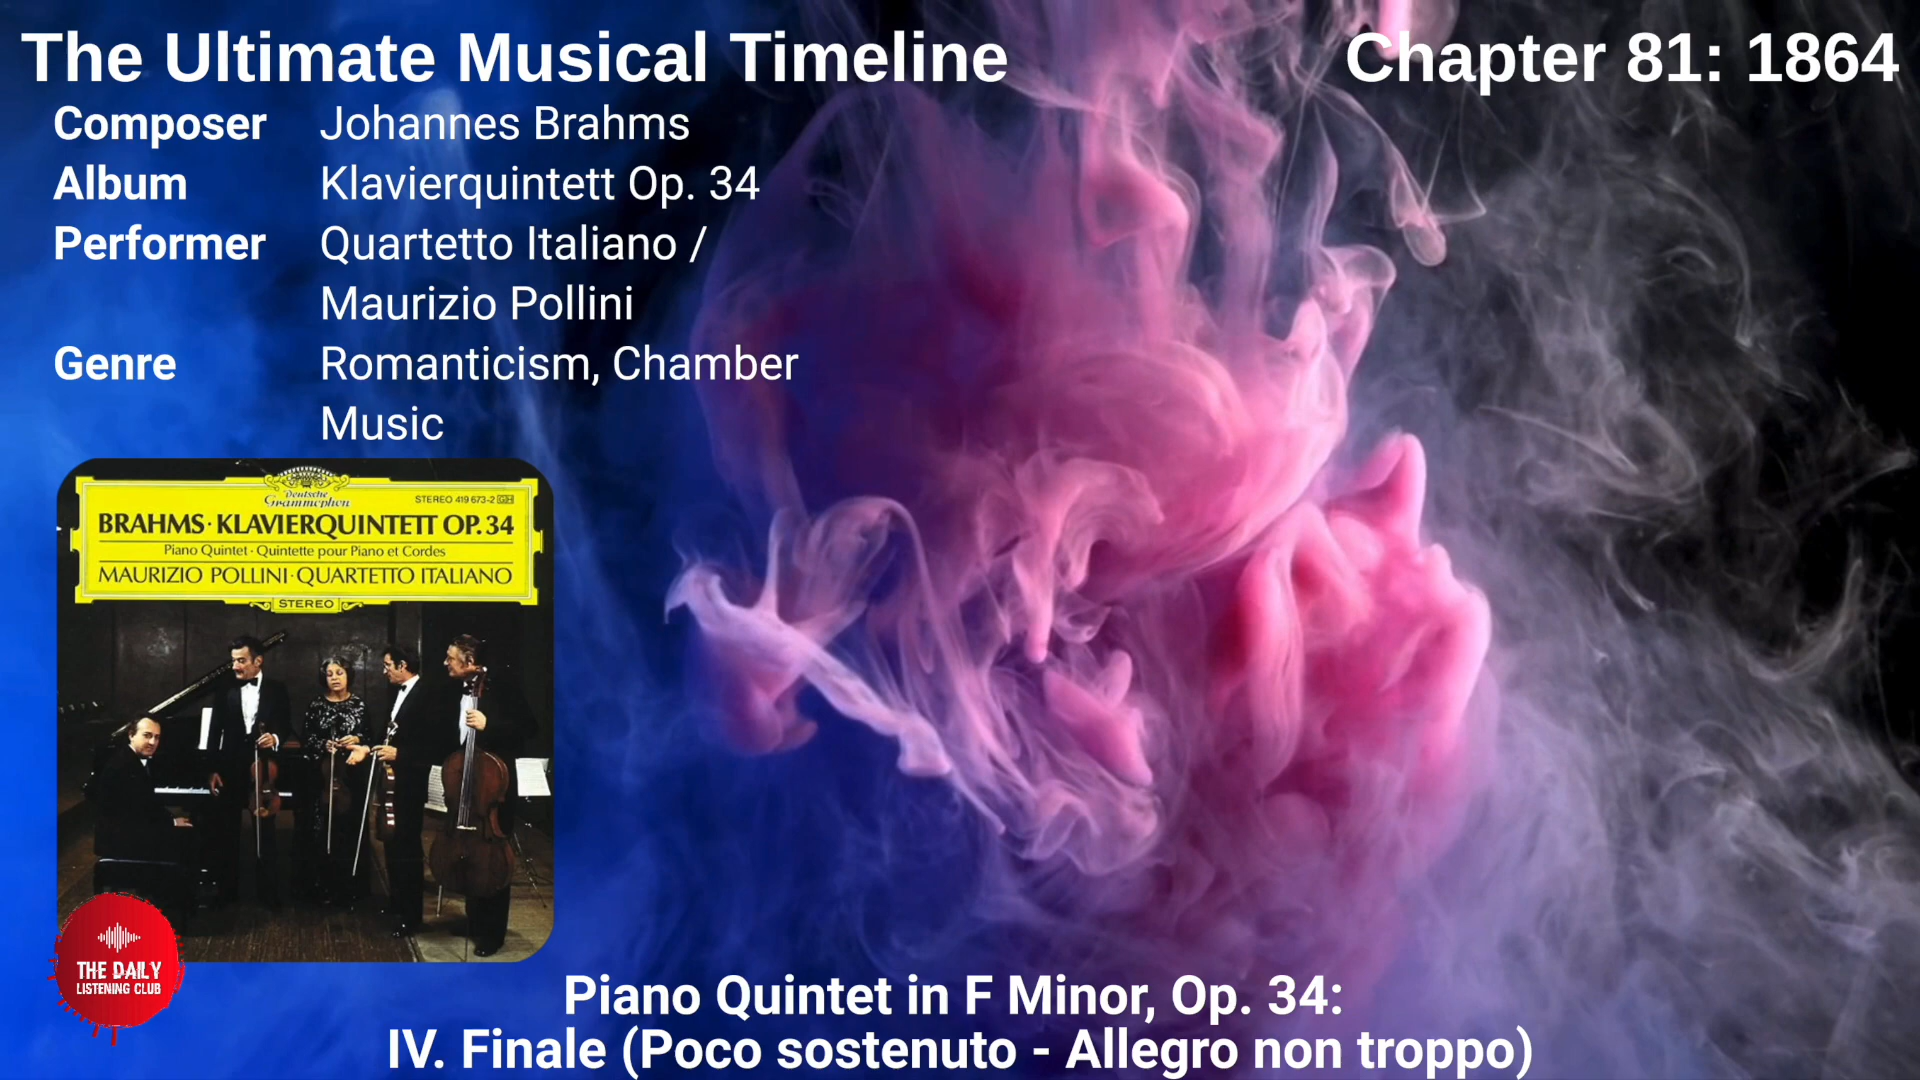 The Ultimate Musical Timeline
Chapter 81: 1864
Composer Johannes Brahms
Album Klavierquintett Op. 34
Performer Quartetto Italiano /
Maurizio Pollini
Genre Romanticism, Chamber
Music
Deutsche
Grammophon
STEREO 419 673-2 GH
BRAHMS · KLAVIERQUINTETT OP. 34
Piano Quintet · Quintette pour Piano et Cordes
MAURIZIO POLLINI · QUARTETTO ITALIANO
STEREO
THE DAILY
LISTENING CLUB
Piano Quintet in F Minor, Op. 34:
IV. Finale (Poco sostenuto - Allegro non troppo)